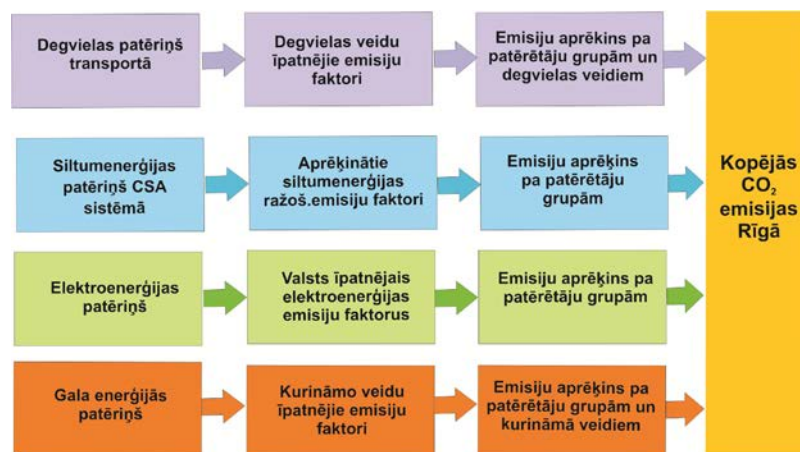 Degvielas patēriņš
transportā
Degvielas veidu
īpatnējie emisiju
faktori
Emisiju aprēkins pa
patērētāju grupām un
degvielas veidiem
Siltumenerģijas
patēriņš CSA
sistēmā
Aprēķinātie
siltumenerģijas
ražoš.emisiju faktori
Emisiju aprēķins
pa patērētāju
grupām
Elektroenerģijas
patēriņš
Valsts īpatnējais
elektroenerģijas
emisiju faktorus
Emisiju aprēķins pa
patērētāju grupām
Gala enerģijās
patēriņš
Kurināmo veidu
īpatnējie emisiju
faktori
Emisiju aprēķins pa
patērētāju grupām un
kurināmā veidiem
Kopējās
CO₂
emisijas
Rīgā